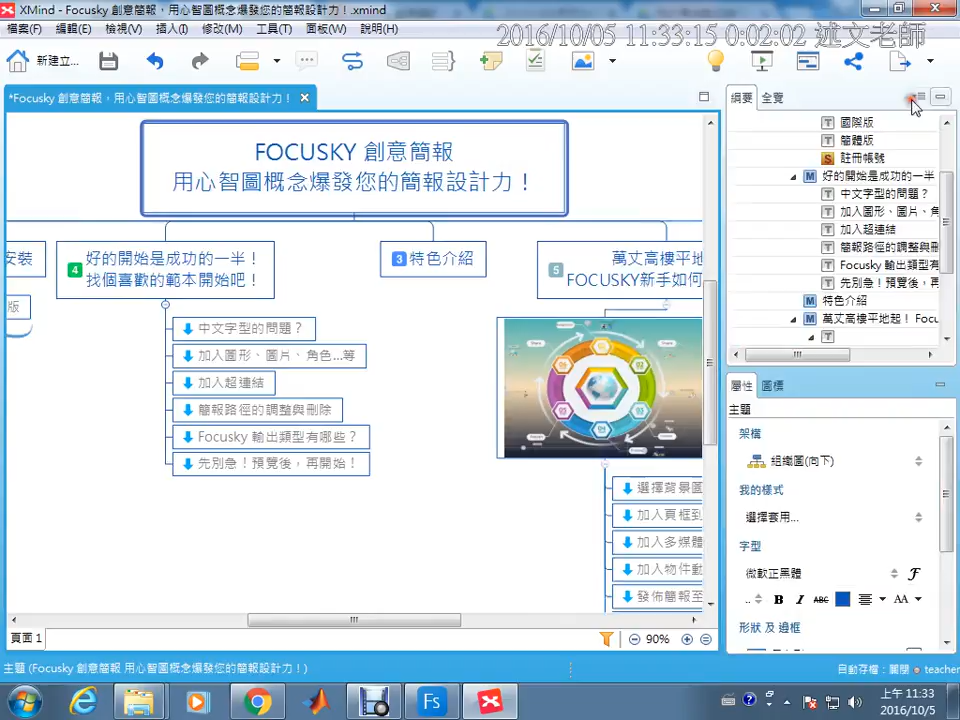 XMind - Focusky 創意簡報，用心智圖概念爆發您的簡報設計力！.xmind
檔案(F) 編輯(E) 檢視(V) 插入(I) 修改(M) 工具(T) 面板(W) 說明(H)
2016/10/05 11:33:15 0:02:02 述文老師
新建立...
*Focusky 創意簡報，用心智圖概念爆發您的簡報設計力！
FOCUSKY 創意簡報
用心智圖概念爆發您的簡報設計力！
安裝
版
4 好的開始是成功的一半！
找個喜歡的範本開始吧！
中文字型的問題？
加入圖形、圖片、角色...等
加入超連結
簡報路徑的調整與刪除
Focusky 輸出類型有哪些？
先別急！預覽後，再開始！
3 特色介紹
5 萬丈高樓平地
FOCUSKY新手如何
選擇背景圖
加入頁框到
加入多媒體
加入物件動
發佈簡報至
頁面 1
90%
綱要 全覽
T 國際版
T 簡體版
S 註冊帳號
M 好的開始是成功的一半
T 中文字型的問題？
T 加入圖形、圖片、角
T 加入超連結
T 簡報路徑的調整與刪
T Focusky 輸出類型有
T 先別急！預覽後，再
M 特色介紹
M 萬丈高樓平地起！ Focu
T
屬性 圖標
主題
架構
組織圖(向下)
我的樣式
選擇套用...
字型
微軟正黑體
.. B I ABC AA
形狀 及 邊框
主題 (Focusky 創意簡報 用心智圖概念爆發您的簡報設計力！)
自動存檔：關閉 teacher
Fs
上午 11:33
2016/10/5